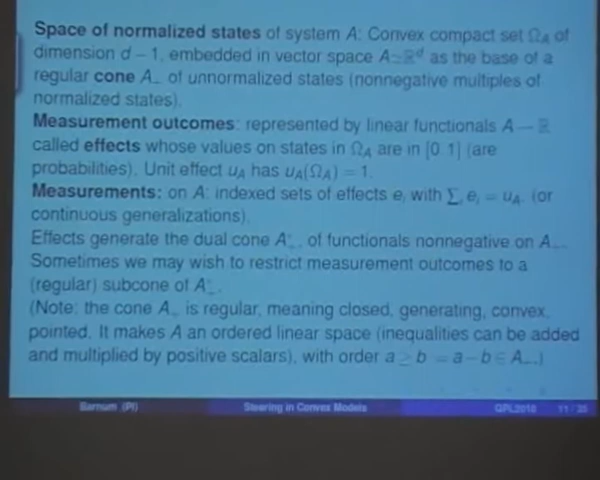 Space of normalized states of system A: Convex compact set Ω_A of
dimension d − 1, embedded in vector space A ≃ ℝ^d as the base of a
regular cone A₊ of unnormalized states (nonnegative multiples of
normalized states).
Measurement outcomes: represented by linear functionals A → ℝ
called effects whose values on states in Ω_A are in [0, 1] (are
probabilities). Unit effect u_A has u_A(Ω_A) = 1.
Measurements: on A: indexed sets of effects e_i with ∑_i e_i = u_A. (or
continuous generalizations).
Effects generate the dual cone A*₊, of functionals nonnegative on A₊.
Sometimes we may wish to restrict measurement outcomes to a
(regular) subcone of A*₊.
(Note: the cone A₊ is regular, meaning closed, generating, convex,
pointed. It makes A an ordered linear space (inequalities can be added
and multiplied by positive scalars), with order a ≥ b := a − b ∈ A₊.)
Barnum (PI) Steering in Convex Models QPL2010 11 / 35